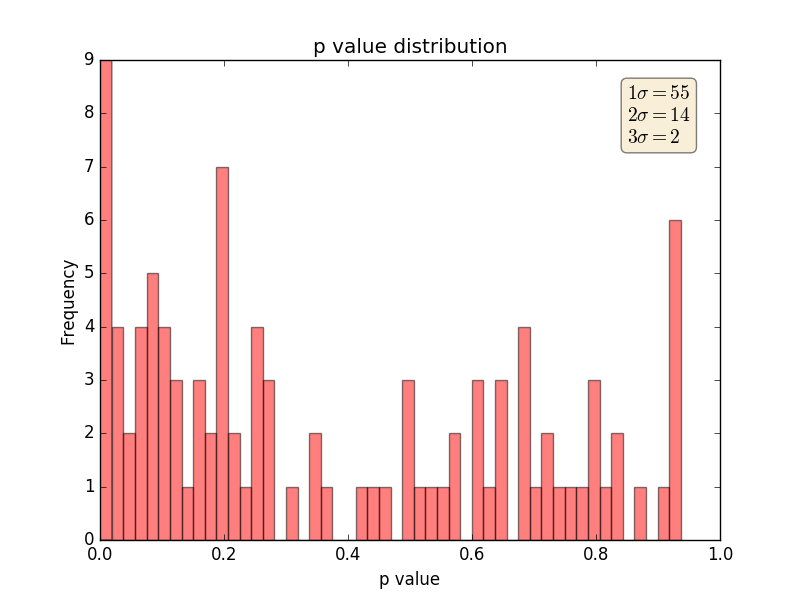 p value distribution
1σ = 55
2σ = 14
3σ = 2
9
8
7
6
5
4
3
2
1
0
Frequency
0.0 0.2 0.4 0.6 0.8 1.0
p value